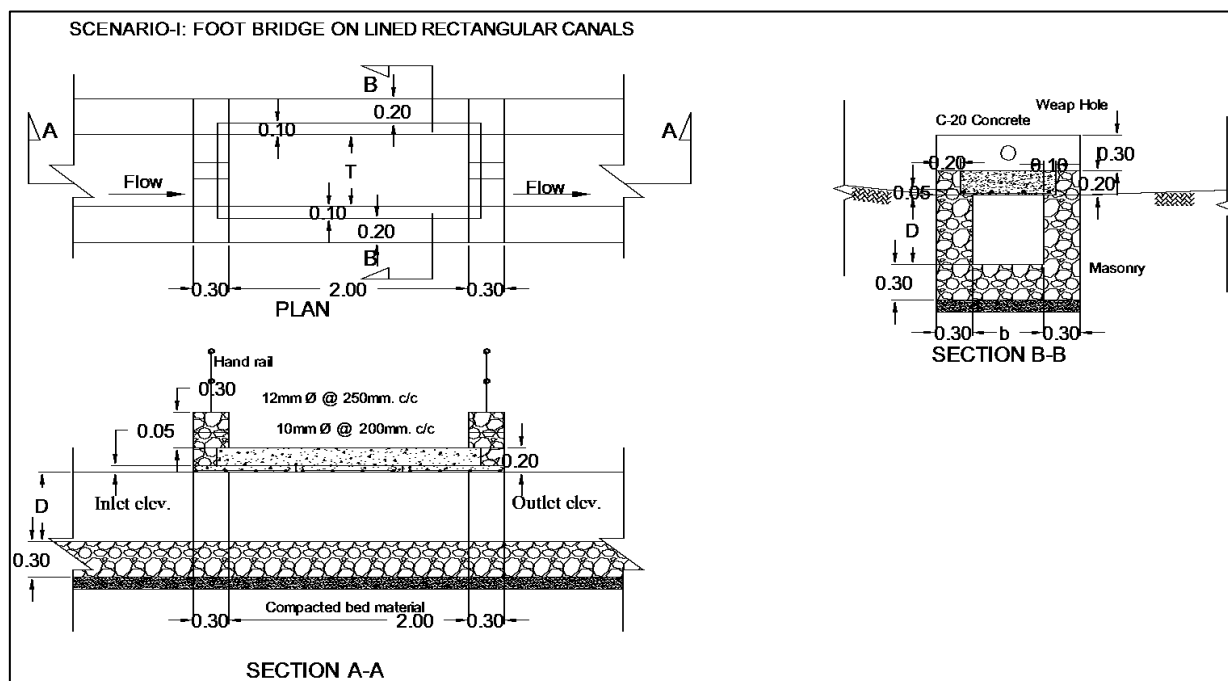 SCENARIO-I: FOOT BRIDGE ON LINED RECTANGULAR CANALS
B
0.20
A
0.10
A
T
Flow
Flow
0.10
0.20
B
0.30
2.00
0.30
PLAN
Weap Hole
C-20 Concrete
0.20
0.10
0.30
0.05
0.20
D
Masonry
0.30
0.30
b
0.30
SECTION B-B
Hand rail
0.30
12mm Ø @ 250mm. c/c
0.05
10mm Ø @ 200mm. c/c
0.20
D
Inlet elev.
Outlet elev.
0.30
Compacted bed material
0.30
2.00
0.30
SECTION A-A